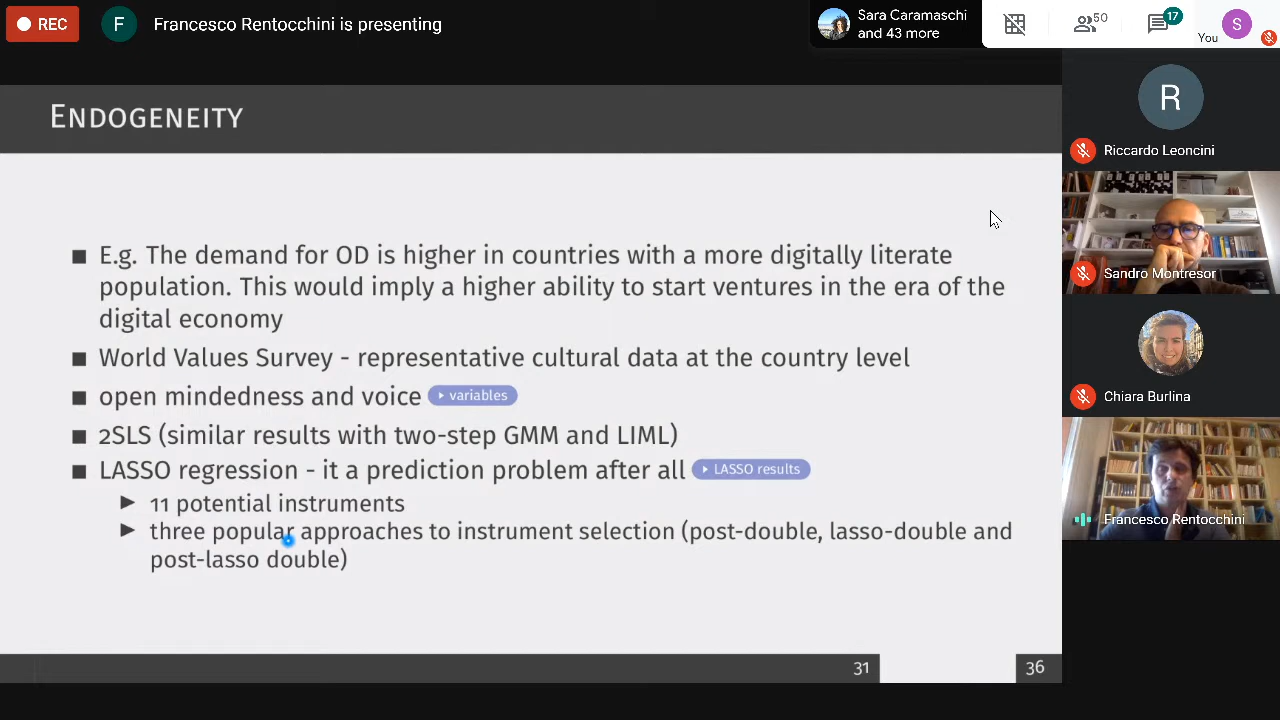 REC
F
Francesco Rentocchini is presenting
Sara Caramaschi
and 43 more
50
17
You
S
ENDOGENEITY
E.g. The demand for OD is higher in countries with a more digitally literate
population. This would imply a higher ability to start ventures in the era of the
digital economy
World Values Survey - representative cultural data at the country level
open mindedness and voice variables
2SLS (similar results with two-step GMM and LIML)
LASSO regression - it a prediction problem after all LASSO results
11 potential instruments
three popular approaches to instrument selection (post-double, lasso-double and
post-lasso double)
31
36
R
Riccardo Leoncini
Sandro Montresor
Chiara Burlina
Francesco Rentocchini